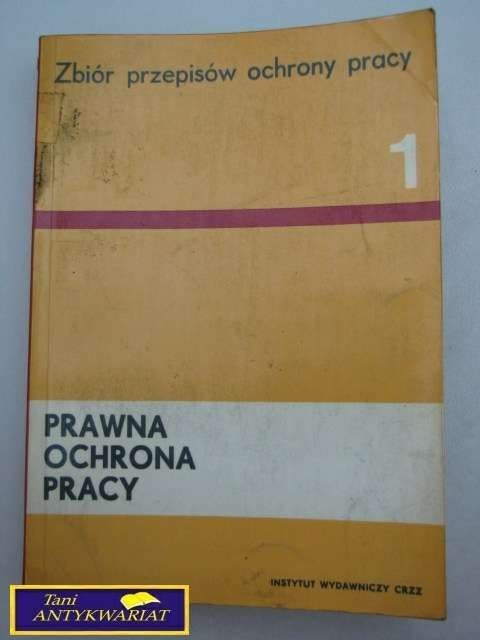 Zbiór przepisów ochrony pracy
1
PRAWNA
OCHRONA
PRACY
INSTYTUT WYDAWNICZY CRZZ
Tani
ANTYKWARIAT